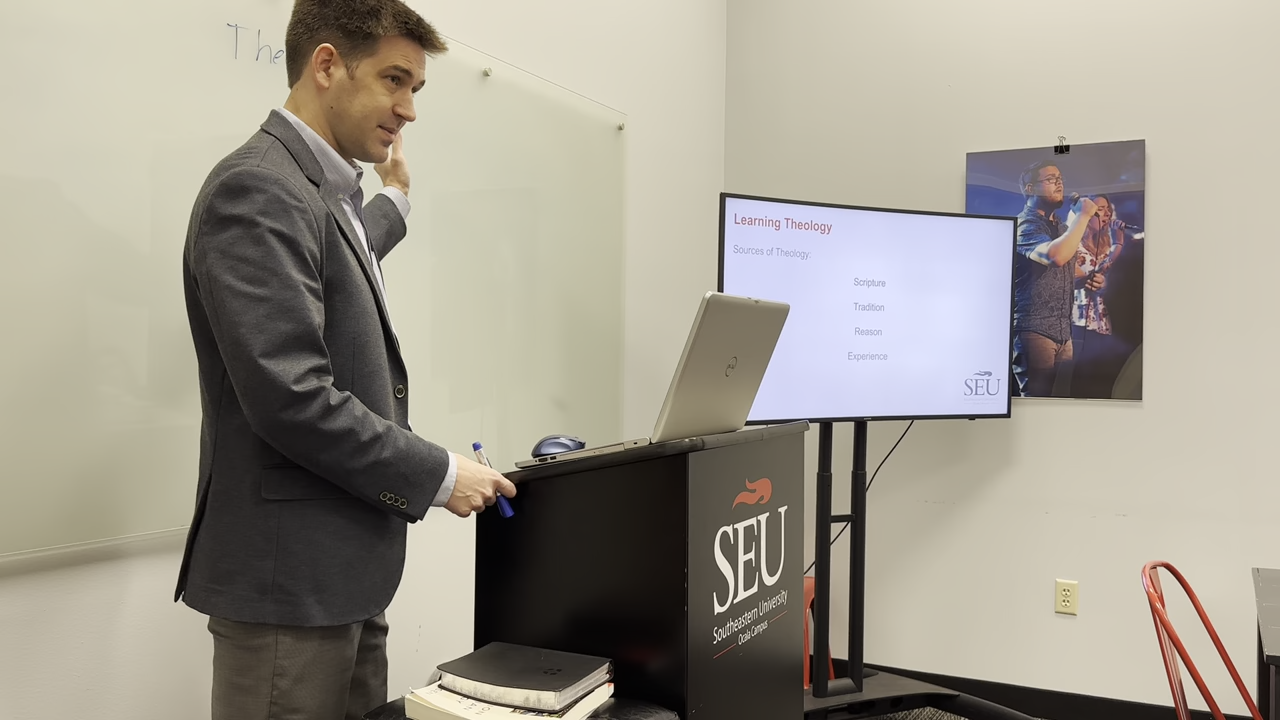 The
Learning Theology
Sources of Theology:
Scripture
Tradition
Reason
Experience
SEU
SEU
Southeastern University
Ocala Campus